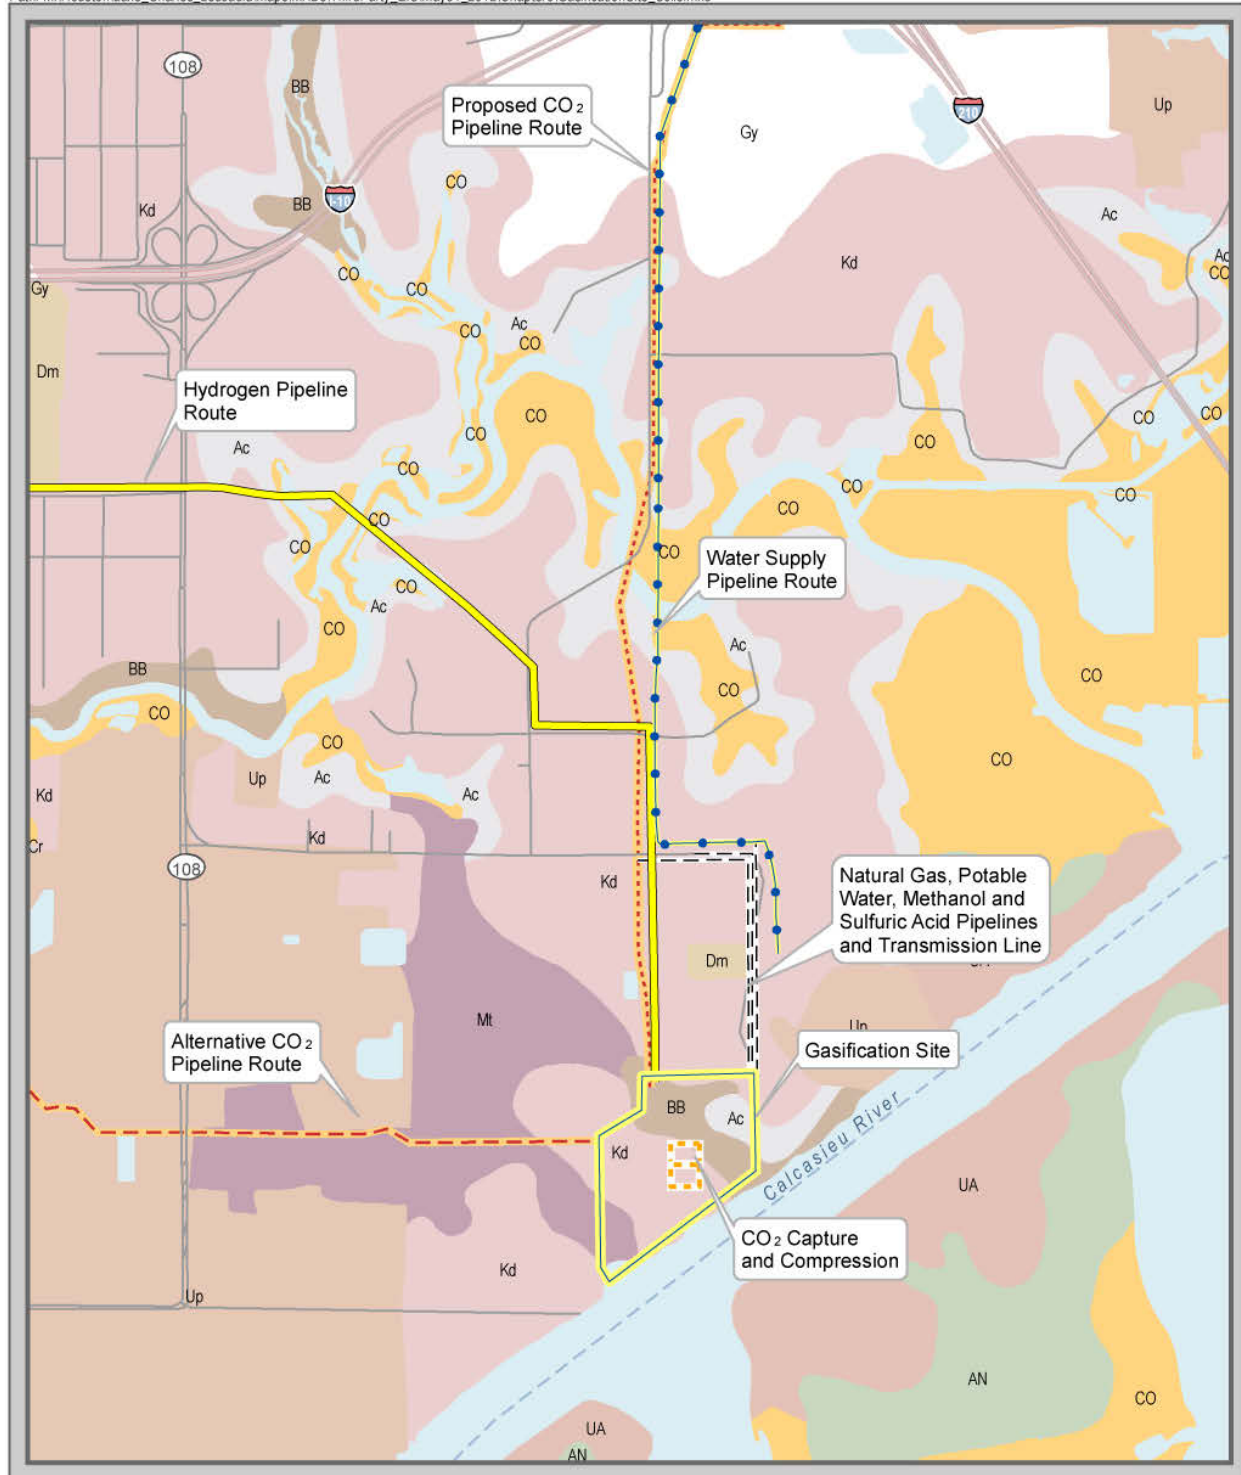 108
BB
Proposed CO₂
Pipeline Route
Gy
210
Up
Kd
BB
I-10
CO
Ac
Kd
Ac
CO
CO
CO
Gy
Ac
CO
CO
Dm
Hydrogen Pipeline
Route
CO
CO
CO
CO
Ac
CO
CO
CO
CO
CO
CO
CO
CO
Water Supply
Pipeline Route
CO
Ac
CO
Ac
BB
CO
CO
CO
CO
CO
Up
Ac
Ac
Kd
Kd
Cr
108
Kd
Natural Gas, Potable
Water, Methanol and
Sulfuric Acid Pipelines
and Transmission Line
Dm
Mt
Up
Alternative CO₂
Pipeline Route
Gasification Site
BB
Ac
Kd
Calcasieu River
UA
CO₂ Capture
and Compression
Kd
Up
AN
CO
UA
AN